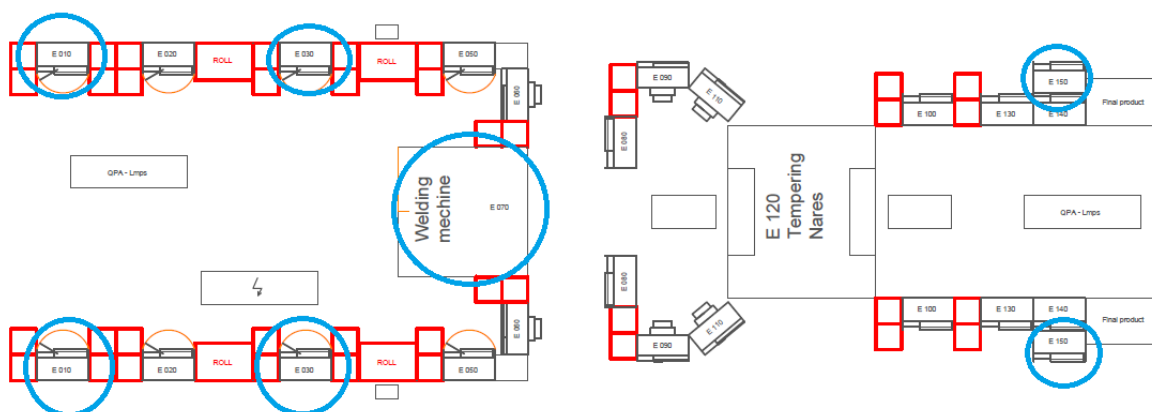 E 010
E 020
ROLL
E 030
ROLL
E 050
E 060
QPA - Lmps
Welding
mechine
E 070
E 060
E 010
E 020
ROLL
E 030
ROLL
E 050
E 090
E 110
E 080
E 150
E 100
E 130
E 140
Final product
E 120
Tempering
Nares
QPA - Lmps
E 080
E 090
E 110
E 100
E 130
E 140
E 150
Final product